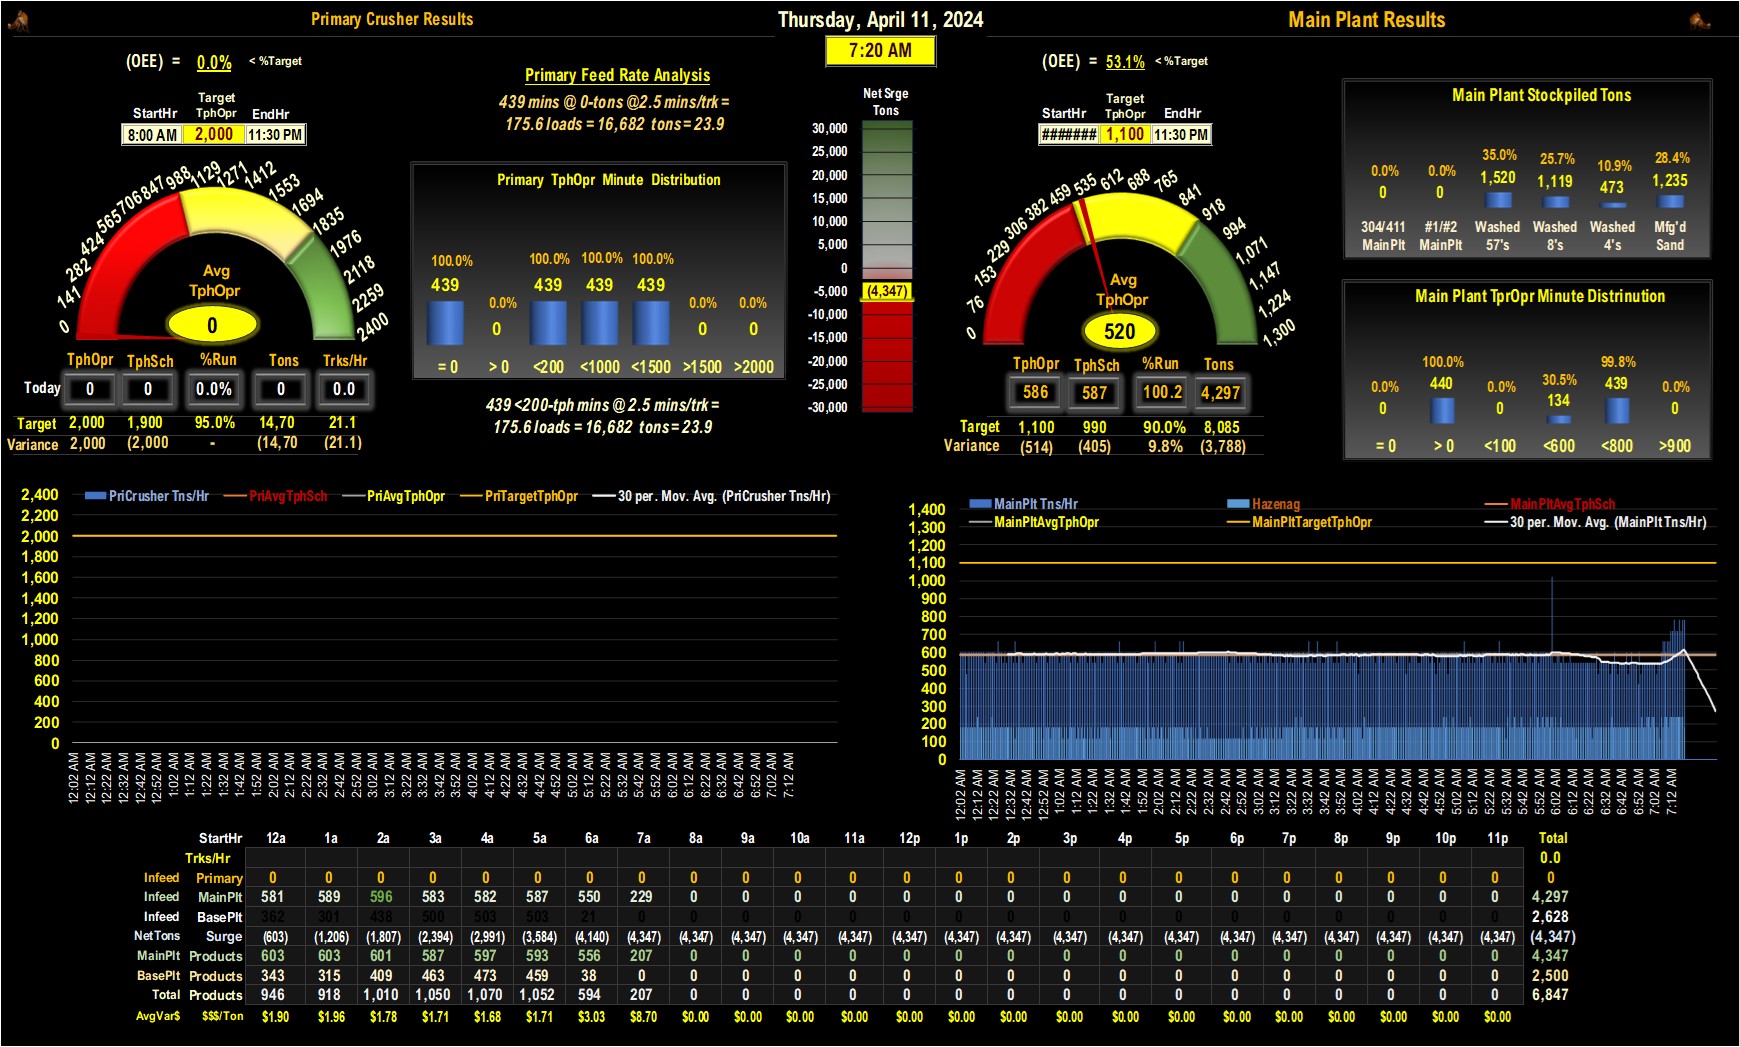 Primary Crusher Results
Thursday, April 11, 2024
Main Plant Results
7:20 AM
(OEE) = 0.0% < %Target
StartHr Target TphOpr EndHr
8:00 AM 2,000 11:30 PM
0 141 282 424 565 706 847 988 1129 1271 1412 1553 1694 1835 1976 2118 2259 2400
Avg
TphOpr
0
TphOpr TphSch %Run Tons Trks/Hr
Today 0 0 0.0% 0 0.0
Target 2,000 1,900 95.0% 14,70 21.1
Variance 2,000 (2,000 - (14,70 (21.1)
Primary Feed Rate Analysis
439 mins @ 0-tons @2.5 mins/trk =
175.6 loads = 16,682 tons = 23.9
Primary TphOpr Minute Distribution
100.0% 0.0% 100.0% 100.0% 100.0% 0.0% 0.0%
439 0 439 439 439 0 0
= 0 > 0 <200 <1000 <1500 >1500 >2000
439 <200-tph mins @ 2.5 mins/trk =
175.6 loads = 16,682 tons = 23.9
Net Srge
Tons
30,000
25,000
20,000
15,000
10,000
5,000
0
-5,000
(4,347)
-10,000
-15,000
-20,000
-25,000
-30,000
(OEE) = 53.1% < %Target
StartHr Target TphOpr EndHr
####### 1,100 11:30 PM
0 76 153 229 306 382 459 535 612 688 765 841 918 994 1,071 1,147 1,224 1,300
Avg
TphOpr
520
TphOpr TphSch %Run Tons
586 587 100.2 4,297
Target 1,100 990 90.0% 8,085
Variance (514) (405) 9.8% (3,788)
Main Plant Stockpiled Tons
0.0% 0.0% 35.0% 25.7% 10.9% 28.4%
0 0 1,520 1,119 473 1,235
304/411 #1/#2 Washed Washed Washed Mfg'd
MainPlt MainPlt 57's 8's 4's Sand
Main Plant TprOpr Minute Distrinution
0.0% 100.0% 0.0% 30.5% 99.8% 0.0%
0 440 0 134 439 0
= 0 > 0 <100 <600 <800 >900
PriCrusher Tns/Hr PriAvgTphSch PriAvgTphOpr PriTargetTphOpr 30 per. Mov. Avg. (PriCrusher Tns/Hr)
2,400
2,200
2,000
1,800
1,600
1,400
1,200
1,000
800
600
400
200
0
12:02 AM 12:12 AM 12:22 AM 12:32 AM 12:42 AM 12:52 AM 1:02 AM 1:12 AM 1:22 AM 1:32 AM 1:42 AM 1:52 AM 2:02 AM 2:12 AM 2:22 AM 2:32 AM 2:42 AM 2:52 AM 3:02 AM 3:12 AM 3:22 AM 3:32 AM 3:42 AM 3:52 AM 4:02 AM 4:12 AM 4:22 AM 4:32 AM 4:42 AM 4:52 AM 5:02 AM 5:12 AM 5:22 AM 5:32 AM 5:42 AM 5:52 AM 6:02 AM 6:12 AM 6:22 AM 6:32 AM 6:42 AM 6:52 AM 7:02 AM 7:12 AM
MainPlt Tns/Hr Hazenag MainPltAvgTphSch
MainPltAvgTphOpr MainPltTargetTphOpr 30 per. Mov. Avg. (MainPlt Tns/Hr)
1,400
1,300
1,200
1,100
1,000
900
800
700
600
500
400
300
200
100
0
12:02 AM 12:12 AM 12:22 AM 12:32 AM 12:42 AM 12:52 AM 1:02 AM 1:12 AM 1:22 AM 1:32 AM 1:42 AM 1:52 AM 2:02 AM 2:12 AM 2:22 AM 2:32 AM 2:42 AM 2:52 AM 3:02 AM 3:12 AM 3:22 AM 3:32 AM 3:42 AM 3:52 AM 4:02 AM 4:12 AM 4:22 AM 4:32 AM 4:42 AM 4:52 AM 5:02 AM 5:12 AM 5:22 AM 5:32 AM 5:42 AM 5:52 AM 6:02 AM 6:12 AM 6:22 AM 6:32 AM 6:42 AM 6:52 AM 7:02 AM 7:12 AM
StartHr 12a 1a 2a 3a 4a 5a 6a 7a 8a 9a 10a 11a 12p 1p 2p 3p 4p 5p 6p 7p 8p 9p 10p 11p Total
Trks/Hr 0.0
Infeed Primary 0 0 0 0 0 0 0 0 0 0 0 0 0 0 0 0 0 0 0 0 0 0 0 0 0
Infeed MainPlt 581 589 596 583 582 587 550 229 0 0 0 0 0 0 0 0 0 0 0 0 0 0 0 0 4,297
Infeed BasePlt 362 301 438 500 503 503 21 0 0 0 0 0 0 0 0 0 0 0 0 0 0 0 0 0 2,628
NetTons Surge (603) (1,206) (1,807) (2,394) (2,991) (3,584) (4,140) (4,347) (4,347) (4,347) (4,347) (4,347) (4,347) (4,347) (4,347) (4,347) (4,347) (4,347) (4,347) (4,347) (4,347) (4,347) (4,347) (4,347) (4,347)
MainPlt Products 603 603 601 587 597 593 556 207 0 0 0 0 0 0 0 0 0 0 0 0 0 0 0 0 4,347
BasePlt Products 343 315 409 463 473 459 38 0 0 0 0 0 0 0 0 0 0 0 0 0 0 0 0 0 2,500
Total Products 946 918 1,010 1,050 1,070 1,052 594 207 0 0 0 0 0 0 0 0 0 0 0 0 0 0 0 0 6,847
AvgVar$ $$$/Ton $1.90 $1.96 $1.78 $1.71 $1.68 $1.71 $3.03 $8.70 $0.00 $0.00 $0.00 $0.00 $0.00 $0.00 $0.00 $0.00 $0.00 $0.00 $0.00 $0.00 $0.00 $0.00 $0.00 $0.00